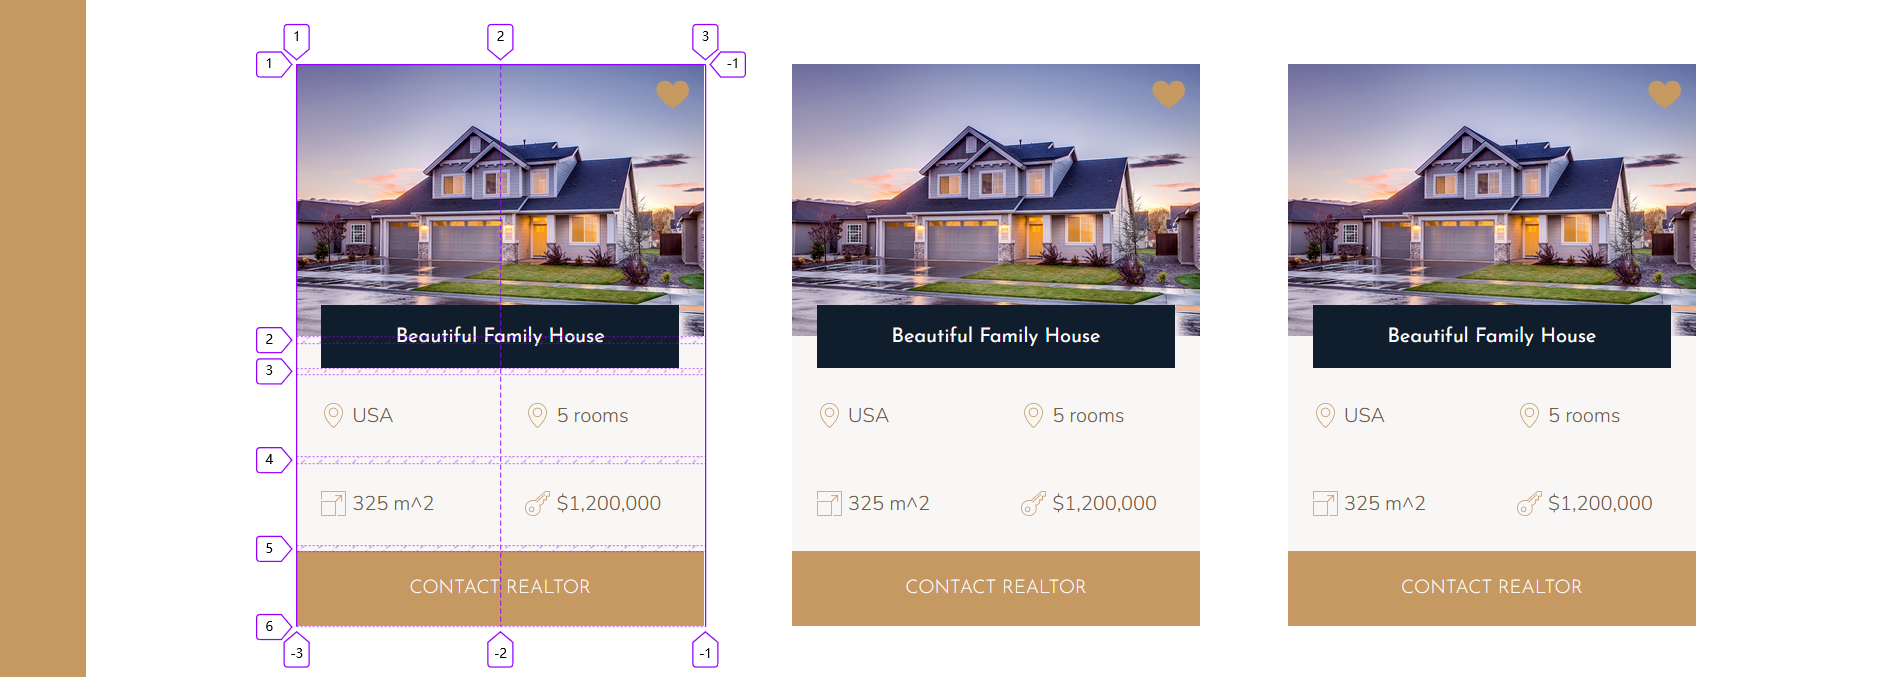 1
2
3
1
-1
Beautiful Family House
Beautiful Family House
Beautiful Family House
2
3
USA
5 rooms
USA
5 rooms
USA
5 rooms
4
325 m^2
$1,200,000
325 m^2
$1,200,000
325 m^2
$1,200,000
5
CONTACT REALTOR
CONTACT REALTOR
CONTACT REALTOR
6
-3
-2
-1